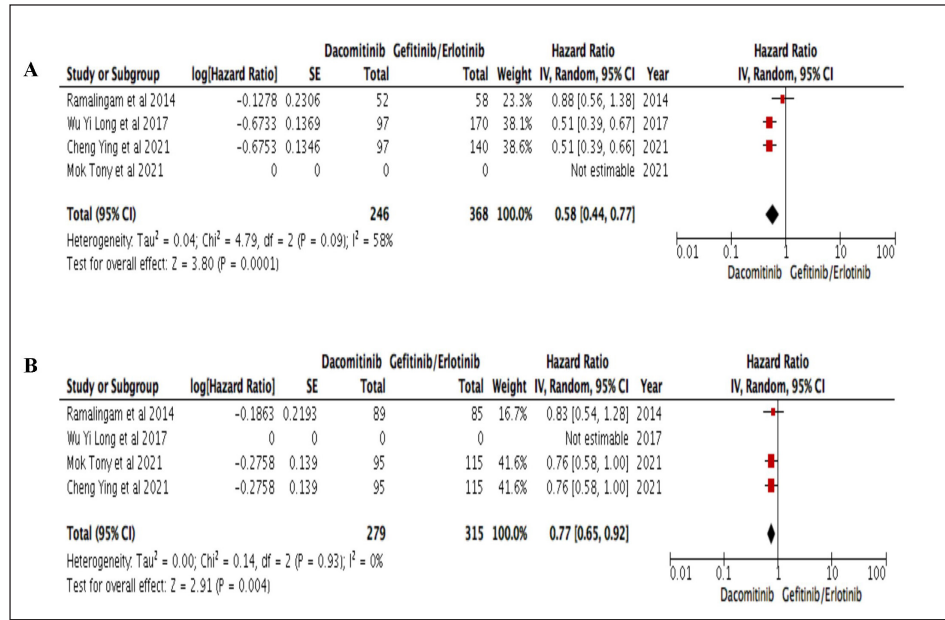 A
Dacomitinib Gefitinib/Erlotinib Hazard Ratio Hazard Ratio
Study or Subgroup log[Hazard Ratio] SE Total Total Weight IV, Random, 95% CI Year IV, Random, 95% CI
Ramalingam et al 2014 −0.1278 0.2306 52 58 23.3% 0.88 [0.56, 1.38] 2014
Wu Yi Long et al 2017 −0.6733 0.1369 97 170 38.1% 0.51 [0.39, 0.67] 2017
Cheng Ying et al 2021 −0.6753 0.1346 97 140 38.6% 0.51 [0.39, 0.66] 2021
Mok Tony et al 2021 0 0 0 0 Not estimable 2021
Total (95% CI) 246 368 100.0% 0.58 [0.44, 0.77]
Heterogeneity: Tau² = 0.04; Chi² = 4.79, df = 2 (P = 0.09); I² = 58%
Test for overall effect: Z = 3.80 (P = 0.0001)
0.01 0.1 1 10 100
Dacomitinib Gefitinib/Erlotinib
B
Dacomitinib Gefitinib/Erlotinib Hazard Ratio Hazard Ratio
Study or Subgroup log[Hazard Ratio] SE Total Total Weight IV, Random, 95% CI Year IV, Random, 95% CI
Ramalingam et al 2014 −0.1863 0.2193 89 85 16.7% 0.83 [0.54, 1.28] 2014
Wu Yi Long et al 2017 0 0 0 0 Not estimable 2017
Mok Tony et al 2021 −0.2758 0.139 95 115 41.6% 0.76 [0.58, 1.00] 2021
Cheng Ying et al 2021 −0.2758 0.139 95 115 41.6% 0.76 [0.58, 1.00] 2021
Total (95% CI) 279 315 100.0% 0.77 [0.65, 0.92]
Heterogeneity: Tau² = 0.00; Chi² = 0.14, df = 2 (P = 0.93); I² = 0%
Test for overall effect: Z = 2.91 (P = 0.004)
0.01 0.1 1 10 100
Dacomitinib Gefitinib/Erlotinib